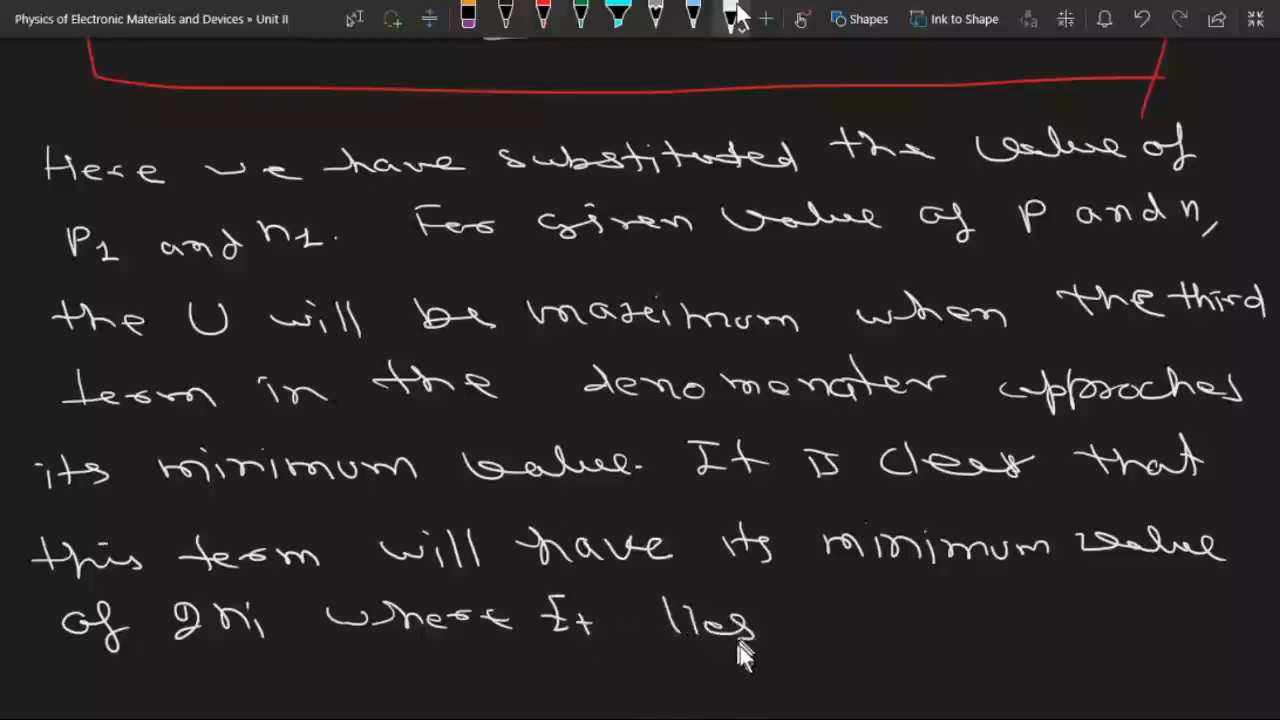 Physics of Electronic Materials and Devices » Unit II
Shapes
Ink to Shape
Here we have substituted the value of
P1 and n1. For given value of P and n,
the U will be maximum when the third
term in the denomenater approches
its minimum value. It is clear that
this term will have its minimum value
of 2ni where Et lies